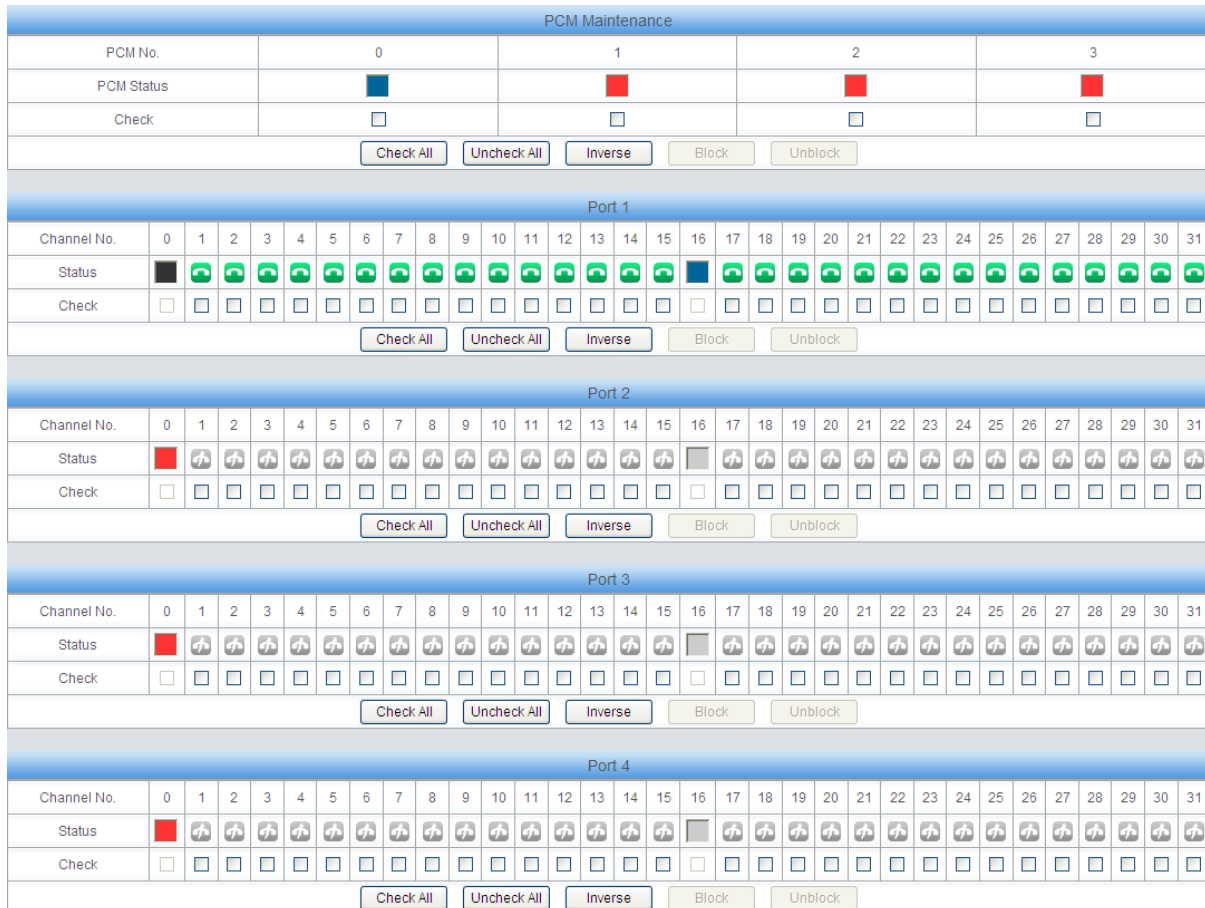 PCM Maintenance
PCM No. 0 1 2 3
PCM Status
Check
Check All Uncheck All Inverse Block Unblock
Port 1
Channel No. 0 1 2 3 4 5 6 7 8 9 10 11 12 13 14 15 16 17 18 19 20 21 22 23 24 25 26 27 28 29 30 31
Status
Check
Check All Uncheck All Inverse Block Unblock
Port 2
Channel No. 0 1 2 3 4 5 6 7 8 9 10 11 12 13 14 15 16 17 18 19 20 21 22 23 24 25 26 27 28 29 30 31
Status
Check
Check All Uncheck All Inverse Block Unblock
Port 3
Channel No. 0 1 2 3 4 5 6 7 8 9 10 11 12 13 14 15 16 17 18 19 20 21 22 23 24 25 26 27 28 29 30 31
Status
Check
Check All Uncheck All Inverse Block Unblock
Port 4
Channel No. 0 1 2 3 4 5 6 7 8 9 10 11 12 13 14 15 16 17 18 19 20 21 22 23 24 25 26 27 28 29 30 31
Status
Check
Check All Uncheck All Inverse Block Unblock